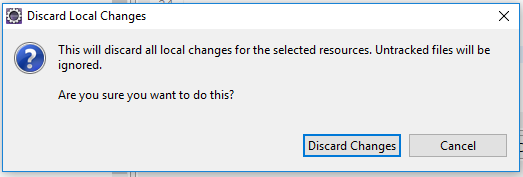 Discard Local Changes
This will discard all local changes for the selected resources. Untracked files will be
ignored.
Are you sure you want to do this?
Discard Changes
Cancel